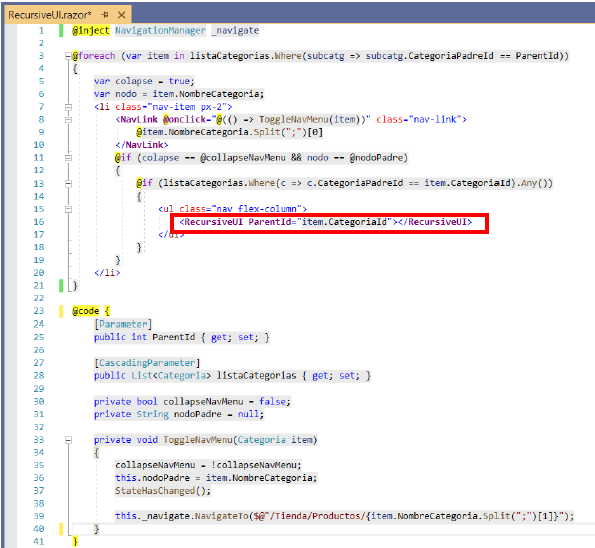 RecursiveUI.razor*
1 @inject NavigationManager _navigate
2
3 @foreach (var item in listaCategorias.Where(subcatg => subcatg.CategoriaPadreId == ParentId))
4 {
5 var colapse = true;
6 var nodo = item.NombreCategoria;
7 <li class="nav-item px-2">
8 <NavLink @onclick="@(() => ToggleNavMenu(item))" class="nav-link">
9 @item.NombreCategoria.Split(";")[0]
10 </NavLink>
11 @if (colapse == @collapseNavMenu && nodo == @nodoPadre)
12 {
13 @if (listaCategorias.Where(c => c.CategoriaPadreId == item.CategoriaId).Any())
14 {
15 <ul class="nav flex-column">
16 <RecursiveUI ParentId="item.CategoriaId"></RecursiveUI>
17 </ul>
18 }
19 }
20 </li>
21 }
22
23 @code {
24 [Parameter]
25 public int ParentId { get; set; }
26
27 [CascadingParameter]
28 public List<Categoria> listaCategorias { get; set; }
29
30 private bool collapseNavMenu = false;
31 private String nodoPadre = null;
32
33 private void ToggleNavMenu(Categoria item)
34 {
35 collapseNavMenu = !collapseNavMenu;
36 this.nodoPadre = item.NombreCategoria;
37 StateHasChanged();
38
39 this._navigate.NavigateTo($@"/Tienda/Productos/{item.NombreCategoria.Split(";")[1]}");
40 }
41 }